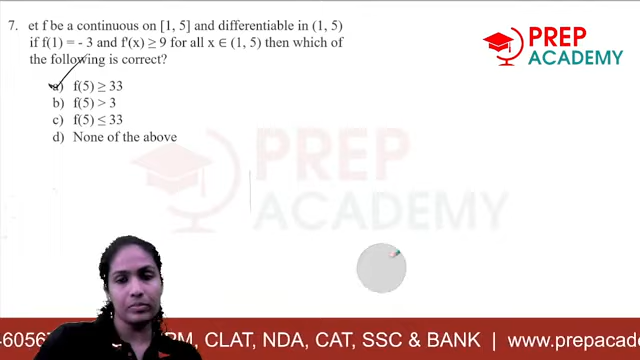 7. et f be a continuous on [1, 5] and differentiable in (1, 5)
if f(1) = - 3 and f'(x) ≥ 9 for all x ∈ (1, 5) then which of
the following is correct?
a) f(5) ≥ 33
b) f(5) > 3
c) f(5) ≤ 33
d) None of the above
PREP
ACADEMY
PREP
ACADEMY
CLAT, NDA, CAT, SSC & BANK | www.prepacade